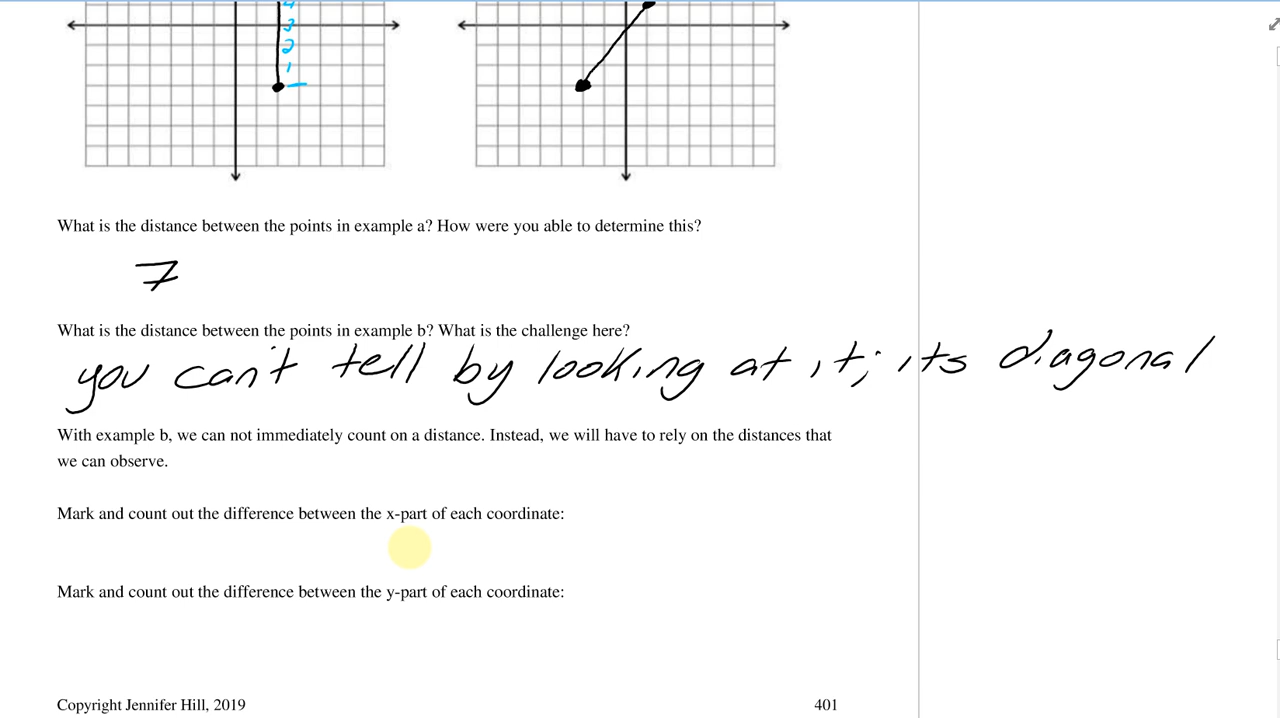 4
3
2
1
What is the distance between the points in example a? How were you able to determine this?
7
What is the distance between the points in example b? What is the challenge here?
you can't tell by looking at it; its diagonal
With example b, we can not immediately count on a distance. Instead, we will have to rely on the distances that
we can observe.
Mark and count out the difference between the x-part of each coordinate:
Mark and count out the difference between the y-part of each coordinate:
Copyright Jennifer Hill, 2019 401